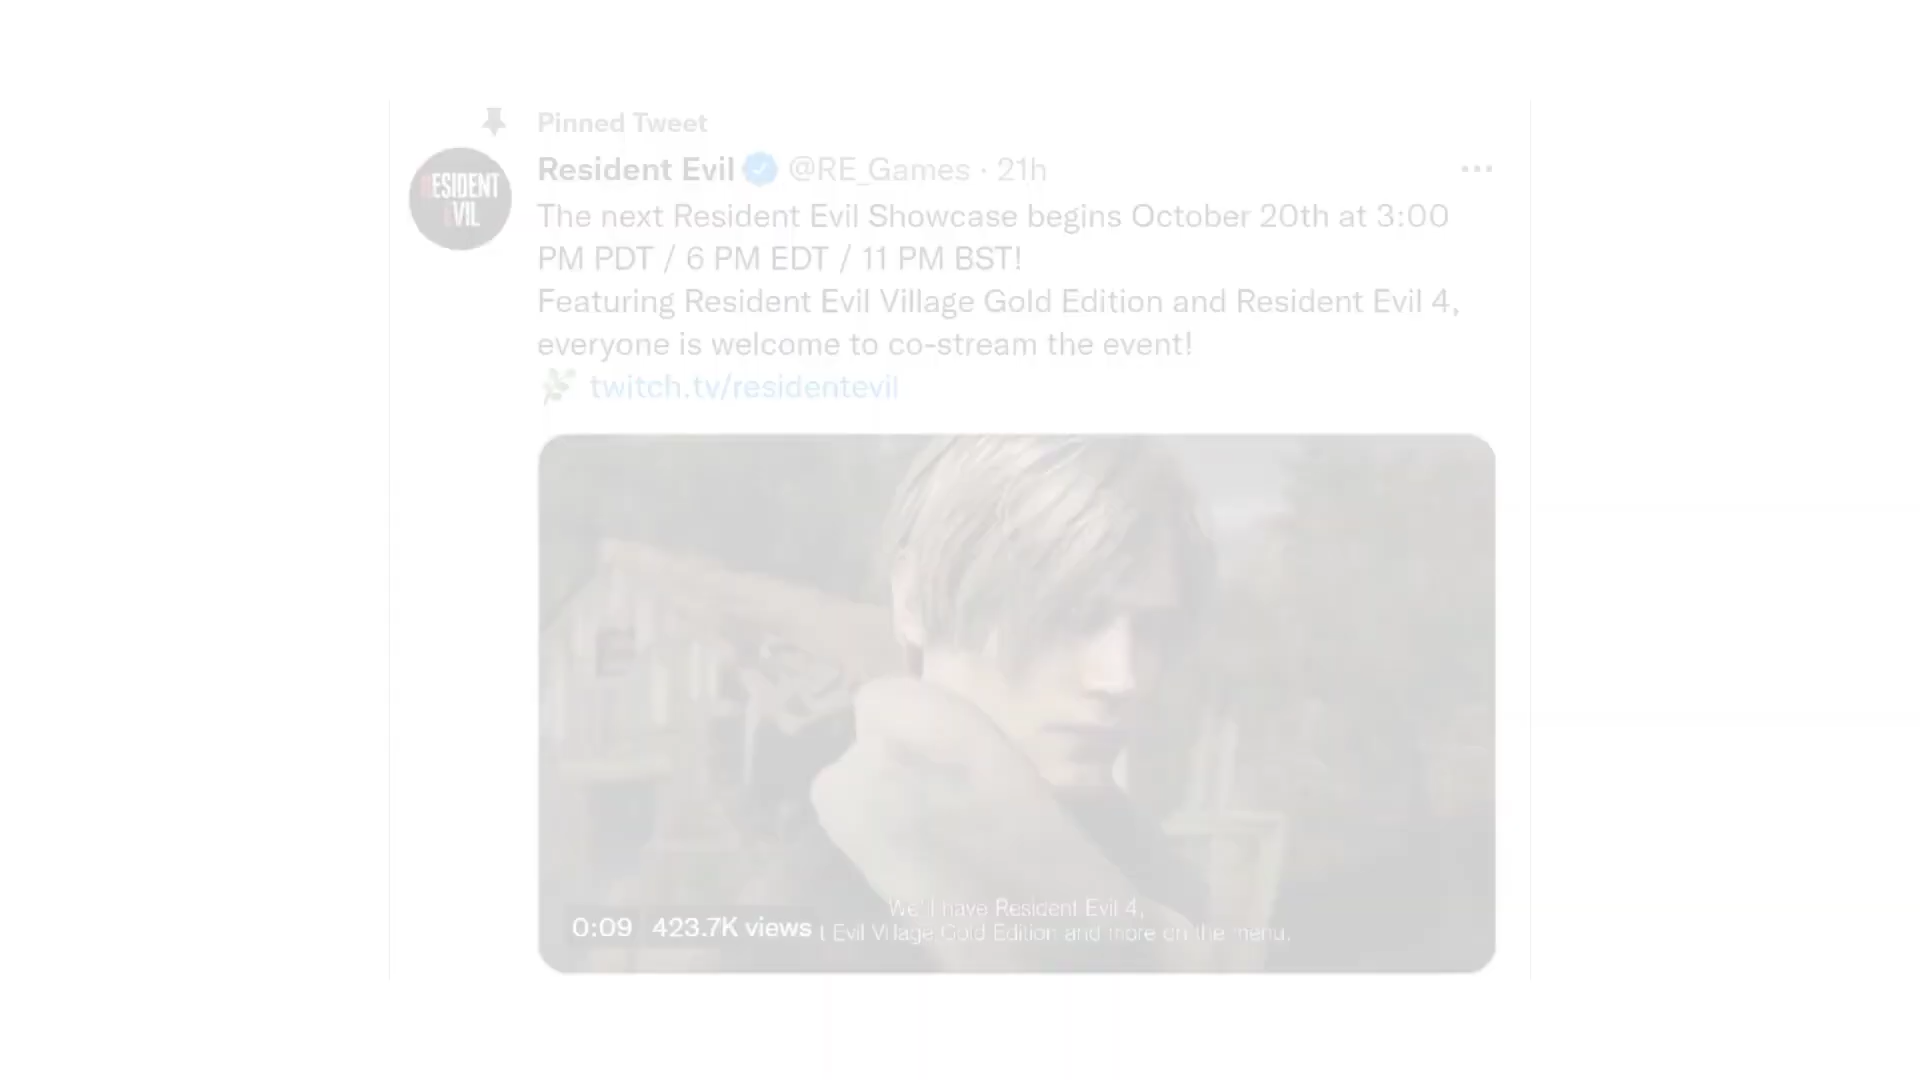 Pinned Tweet
Resident Evil @RE_Games · 21h
RESIDENT
EVIL
The next Resident Evil Showcase begins October 20th at 3:00
PM PDT / 6 PM EDT / 11 PM BST!
Featuring Resident Evil Village Gold Edition and Resident Evil 4,
everyone is welcome to co-stream the event!
twitch.tv/residentevil
We'll have Resident Evil 4,
0:09 423.7K views
t Evil Village Gold Edition and more on the menu.